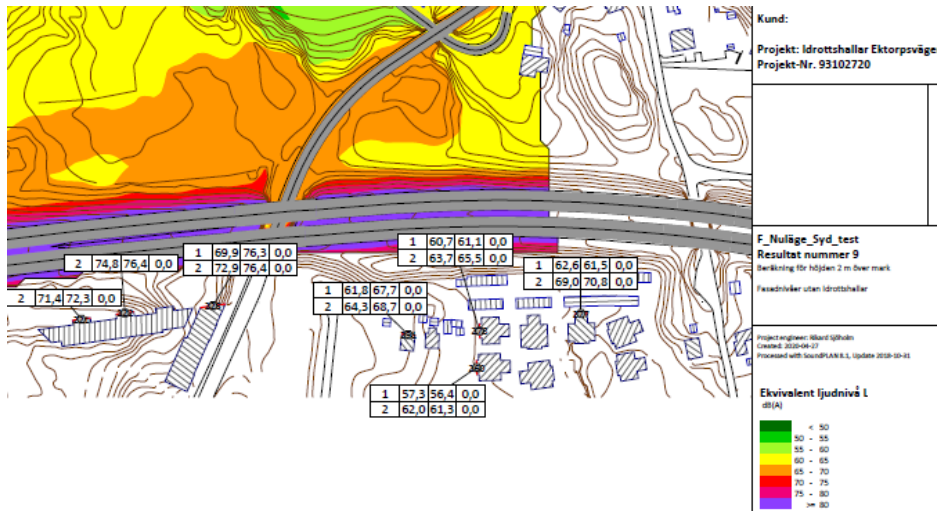 Kund:
Projekt: Idrottshallar Ektorpsväge
Projekt-Nr. 93102720
F_Nuläge_Syd_test
Resultat nummer 9
Beräkning för höjden 2 m över mark
Fasadnivåer utan Idrottshallar
Project engineer: Rikard Sjöholm
Created: 2020-04-27
Processed with SoundPLAN 8.1, Update 2018-10-31
Ekvivalent ljudnivå L
dB(A)
< 50
50 - 55
55 - 60
60 - 65
65 - 70
70 - 75
75 - 80
>= 80
1 69,9 76,3 0,0
2 72,9 76,4 0,0
2 74,8 76,4 0,0
2 71,4 72,3 0,0
1 60,7 61,1 0,0
2 63,7 65,5 0,0
1 62,6 61,5 0,0
2 69,0 70,8 0,0
1 61,8 67,7 0,0
2 64,3 68,7 0,0
1 57,3 56,4 0,0
2 62,0 61,3 0,0